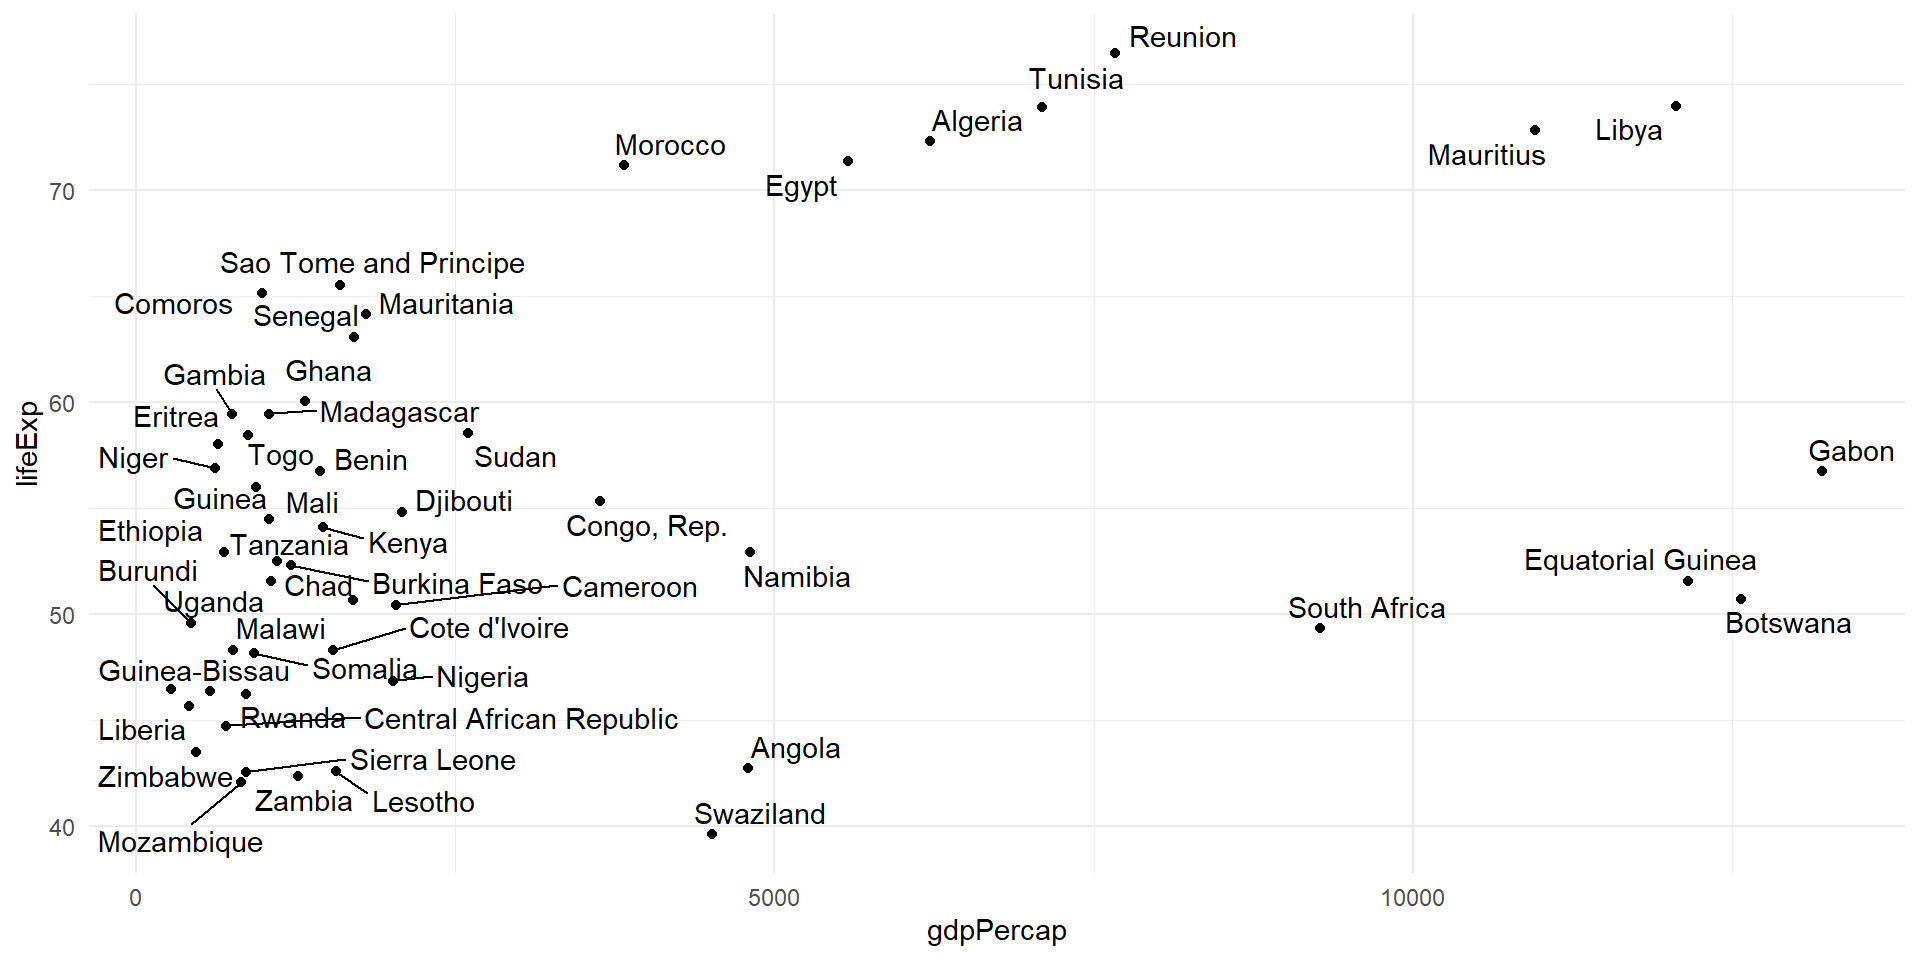 Reunion
Tunisia
Algeria
Libya
Morocco
Mauritius
Egypt
70
Sao Tome and Principe
Comoros
Mauritania
Senegal
Gambia
Ghana
60
Eritrea
Madagascar
Niger
Togo
Benin
Sudan
Gabon
lifeExp
Guinea
Mali
Djibouti
Congo, Rep.
Ethiopia
Tanzania
Kenya
Equatorial Guinea
Burundi
Chad
Burkina Faso
Cameroon
Namibia
Uganda
50
South Africa
Botswana
Malawi
Cote d'Ivoire
Guinea-Bissau
Somalia
Nigeria
Liberia
Rwanda
Central African Republic
Angola
Zimbabwe
Sierra Leone
Zambia
Lesotho
Swaziland
40
Mozambique
0
5000
10000
gdpPercap